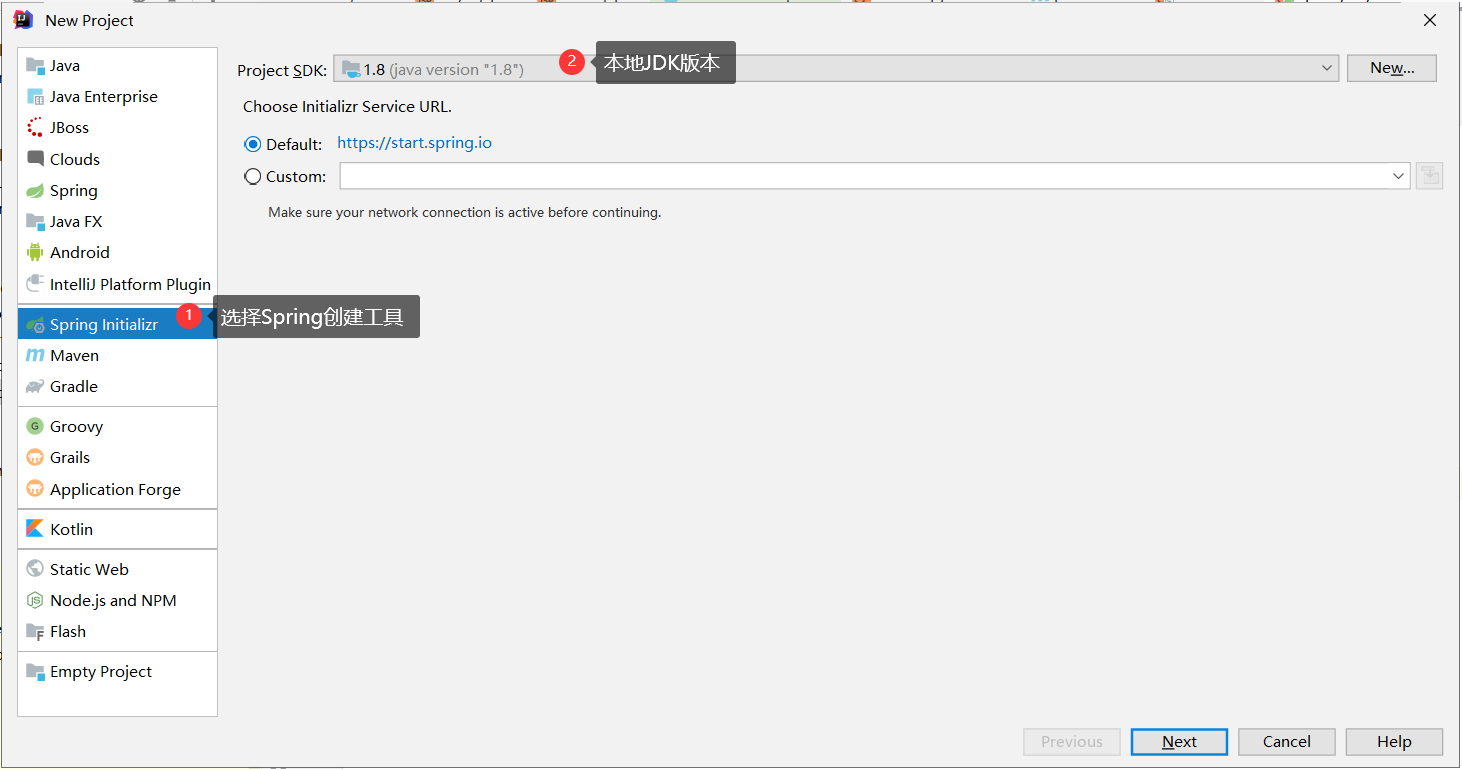 New Project
Java
Java Enterprise
JBoss
Clouds
Spring
Java FX
Android
IntelliJ Platform Plugin
Spring Initializr
1 选择Spring创建工具
Maven
Gradle
Groovy
Grails
Application Forge
Kotlin
Static Web
Node.js and NPM
Flash
Empty Project
Project SDK: 1.8 (java version "1.8") 2 本地JDK版本 New...
Choose Initializr Service URL.
Default: https://start.spring.io
Custom:
Make sure your network connection is active before continuing.
Previous Next Cancel Help